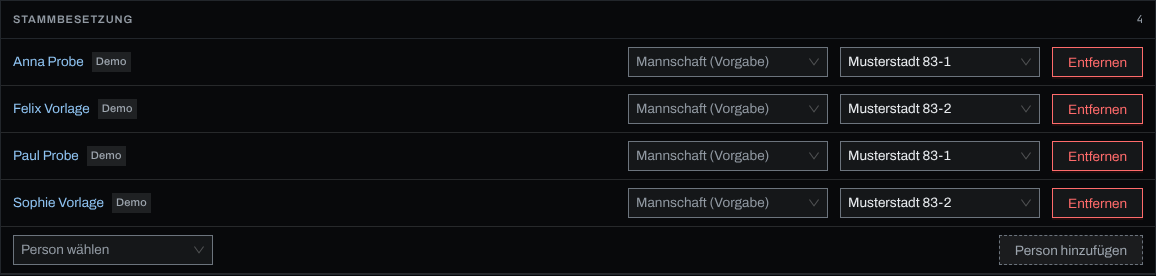 STAMMBESETZUNG 4
Anna Probe Demo Mannschaft (Vorgabe) Musterstadt 83-1 Entfernen
Felix Vorlage Demo Mannschaft (Vorgabe) Musterstadt 83-2 Entfernen
Paul Probe Demo Mannschaft (Vorgabe) Musterstadt 83-1 Entfernen
Sophie Vorlage Demo Mannschaft (Vorgabe) Musterstadt 83-2 Entfernen
Person wählen Person hinzufügen